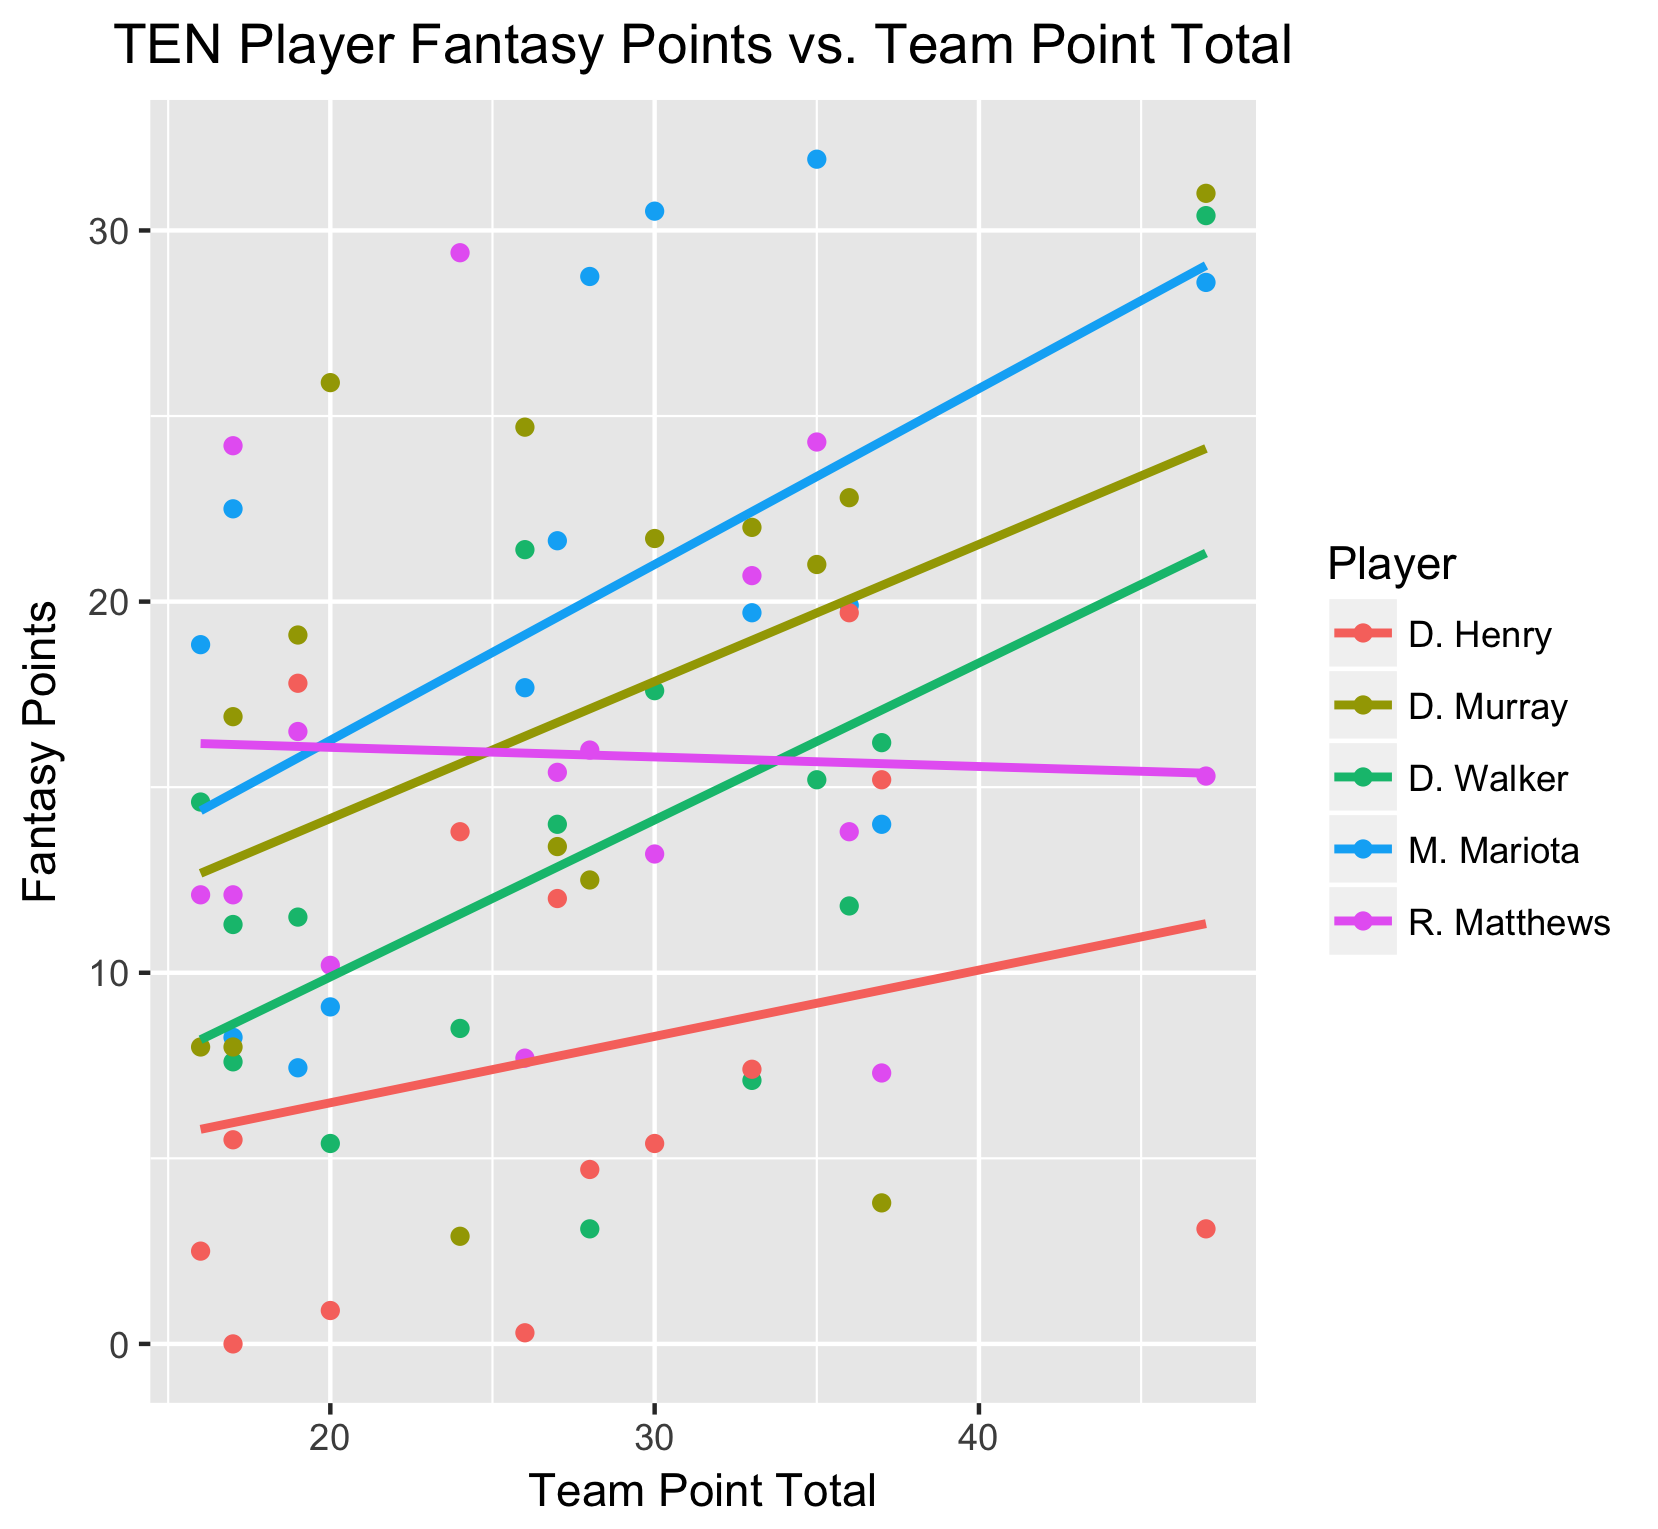 TEN Player Fantasy Points vs. Team Point Total
Fantasy Points
30
20
10
0
20 30 40
Team Point Total
Player
D. Henry
D. Murray
D. Walker
M. Mariota
R. Matthews